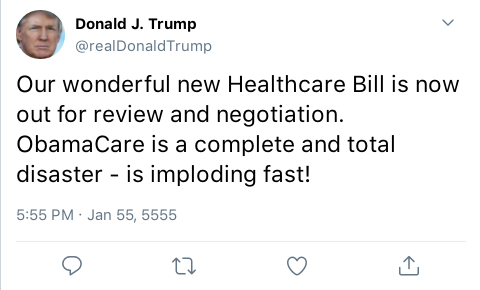 Donald J. Trump
@realDonaldTrump
Our wonderful new Healthcare Bill is now
out for review and negotiation.
ObamaCare is a complete and total
disaster - is imploding fast!
5:55 PM · Jan 55, 5555